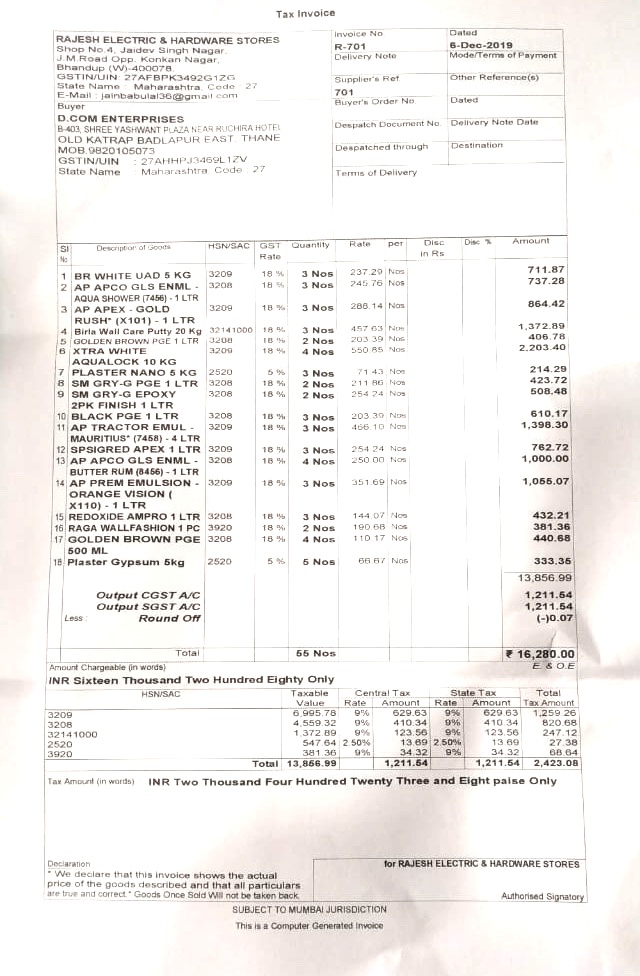 Tax Invoice
RAJESH ELECTRIC & HARDWARE STORES
Shop No.4, Jaidev Singh Nagar,
J.M.Road Opp. Konkan Nagar,
Bhandup (W)-400078.
GSTIN/UIN: 27AFBPK3492G1ZG
State Name : Maharashtra, Code : 27
E-Mail : jainbabulal36@gmail.com
Invoice No Dated
R-701 6-Dec-2019
Delivery Note Mode/Terms of Payment
Supplier's Ref. Other Reference(s)
701
Buyer
D.COM ENTERPRISES
B-403, SHREE YASHWANT PLAZA NEAR RUCHIRA HOTEL
OLD KATRAP BADLAPUR EAST. THANE
MOB.9820105073
GSTIN/UIN : 27AHHPJ3469L1ZV
State Name : Maharashtra Code : 27
Buyer's Order No. Dated
Despatch Document No. Delivery Note Date
Despatched through Destination
Terms of Delivery
Sl No Description of Goods HSN/SAC GST Rate Quantity Rate per Disc in Rs Disc % Amount
1 BR WHITE UAD 5 KG 3209 18 % 3 Nos 237.29 Nos 711.87
2 AP APCO GLS ENML - 3208 18 % 3 Nos 245.76 Nos 737.28
AQUA SHOWER (7456) - 1 LTR
3 AP APEX - GOLD 3209 18 % 3 Nos 288.14 Nos 864.42
RUSH* (X101) - 1 LTR
4 Birla Wall Care Putty 20 Kg 32141000 18 % 3 Nos 457.63 Nos 1,372.89
5 GOLDEN BROWN PGE 1 LTR 3208 18 % 2 Nos 203.39 Nos 406.78
6 XTRA WHITE 3209 18 % 4 Nos 550.85 Nos 2,203.40
AQUALOCK 10 KG
7 PLASTER NANO 5 KG 2520 5 % 3 Nos 71.43 Nos 214.29
8 SM GRY-G PGE 1 LTR 3208 18 % 2 Nos 211.86 Nos 423.72
9 SM GRY-G EPOXY 3208 18 % 2 Nos 254.24 Nos 508.48
2PK FINISH 1 LTR
10 BLACK PGE 1 LTR 3208 18 % 3 Nos 203.39 Nos 610.17
11 AP TRACTOR EMUL - 3209 18 % 3 Nos 466.10 Nos 1,398.30
MAURITIUS* (7458) - 4 LTR
12 SPSIGRED APEX 1 LTR 3209 18 % 3 Nos 254.24 Nos 762.72
13 AP APCO GLS ENML - 3208 18 % 4 Nos 250.00 Nos 1,000.00
BUTTER RUM (8456) - 1 LTR
14 AP PREM EMULSION - 3209 18 % 3 Nos 351.69 Nos 1,055.07
ORANGE VISION (
X110) - 1 LTR
15 REDOXIDE AMPRO 1 LTR 3208 18 % 3 Nos 144.07 Nos 432.21
16 RAGA WALLFASHION 1 PC 3920 18 % 2 Nos 190.68 Nos 381.36
17 GOLDEN BROWN PGE 3208 18 % 4 Nos 110.17 Nos 440.68
500 ML
18 Plaster Gypsum 5kg 2520 5 % 5 Nos 66.67 Nos 333.35
13,856.99
Output CGST A/C 1,211.54
Output SGST A/C 1,211.54
Less : Round Off (-)0.07
Total 55 Nos ₹ 16,280.00
Amount Chargeable (in words) E. & O.E
INR Sixteen Thousand Two Hundred Eighty Only
HSN/SAC Taxable Value Central Tax Rate Amount State Tax Rate Amount Total Tax Amount
3209 6,995.78 9% 629.63 9% 629.63 1,259.26
3208 4,559.32 9% 410.34 9% 410.34 820.68
32141000 1,372.89 9% 123.56 9% 123.56 247.12
2520 547.64 2.50% 13.69 2.50% 13.69 27.38
3920 381.36 9% 34.32 9% 34.32 68.64
Total 13,856.99 1,211.54 1,211.54 2,423.08
Tax Amount (in words) INR Two Thousand Four Hundred Twenty Three and Eight paise Only
Declaration
" We declare that this invoice shows the actual
price of the goods described and that all particulars
are true and correct." Goods Once Sold Will not be taken back.
for RAJESH ELECTRIC & HARDWARE STORES
Authorised Signatory
SUBJECT TO MUMBAI JURISDICTION
This is a Computer Generated Invoice